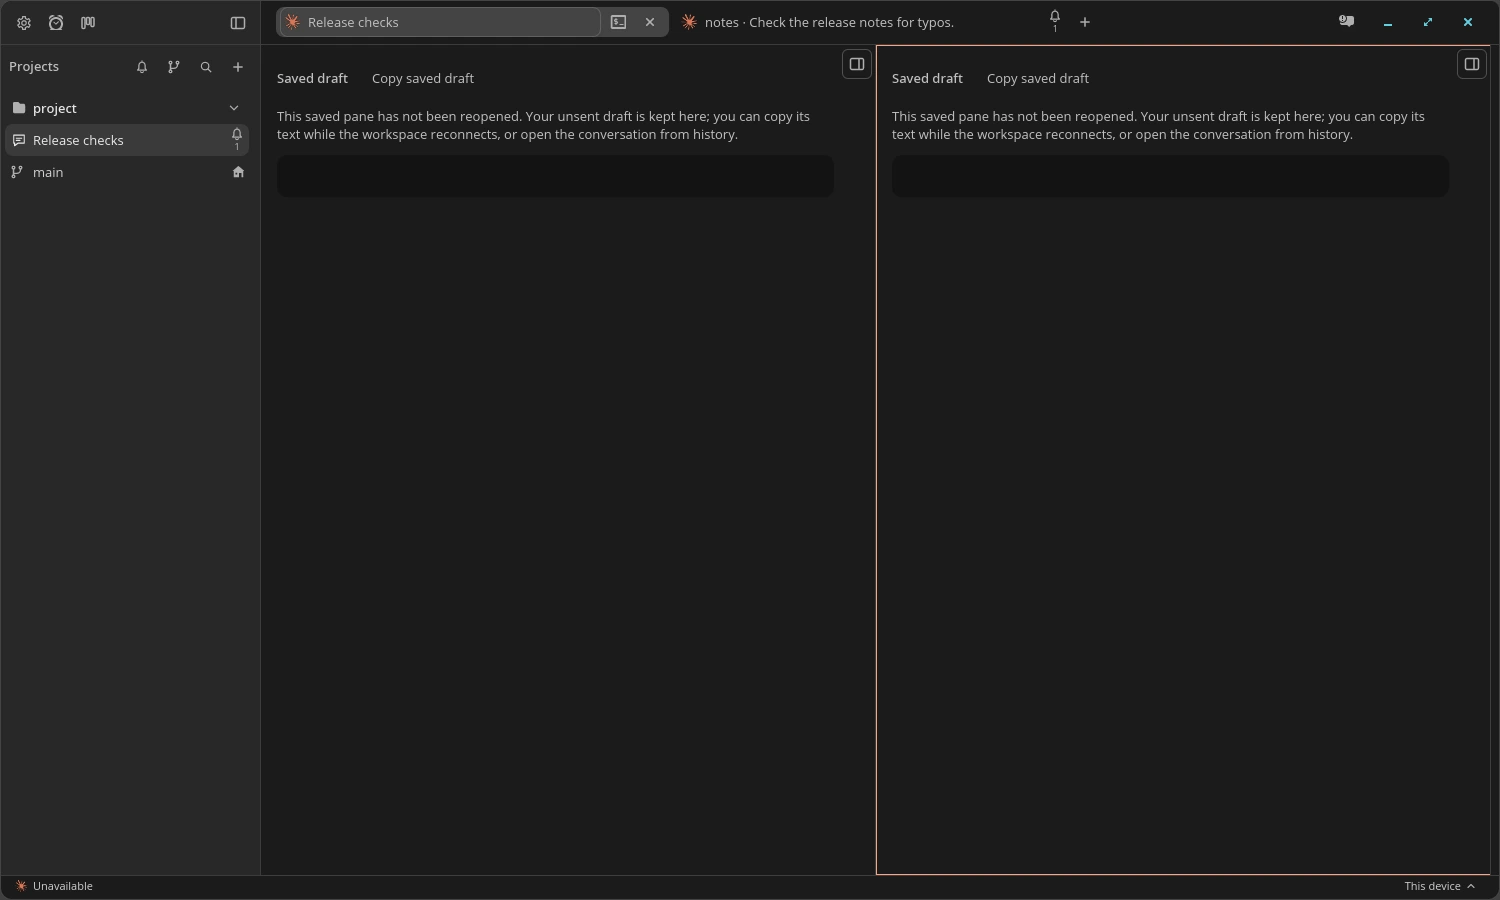 Release checks
notes · Check the release notes for typos.
1
Projects
project
Release checks
1
main
Saved draft Copy saved draft
This saved pane has not been reopened. Your unsent draft is kept here; you can copy its
text while the workspace reconnects, or open the conversation from history.
Saved draft Copy saved draft
This saved pane has not been reopened. Your unsent draft is kept here; you can copy its
text while the workspace reconnects, or open the conversation from history.
Unavailable
This device